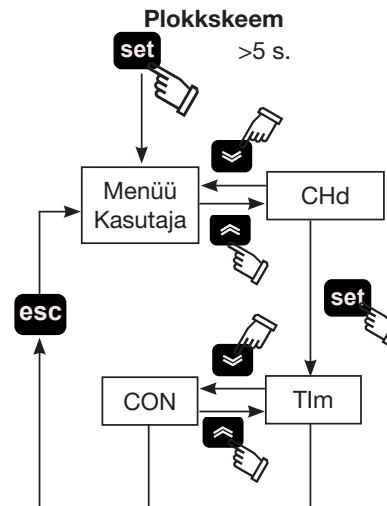 Plokkskeem
set >5 s.
Menüü
Kasutaja
CHd
esc
set
CON
TIm